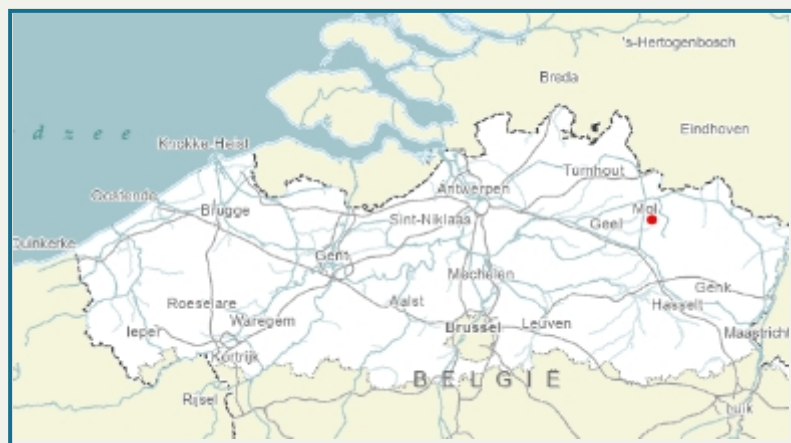 's-Hertogenbosch
Breda
d z e e
Eindhoven
Knokke-Heist
Turnhout
Antwerpen
Oostende
Mol
Brugge
Sint-Niklaas
Geel
Duinkerke
Gent
Mechelen
Genk
Roeselare
Aalst
Hasselt
Waregem
Brussel
Leuven
Ieper
Maastricht
Kortrijk
BELGIË
Rijsel
Luik